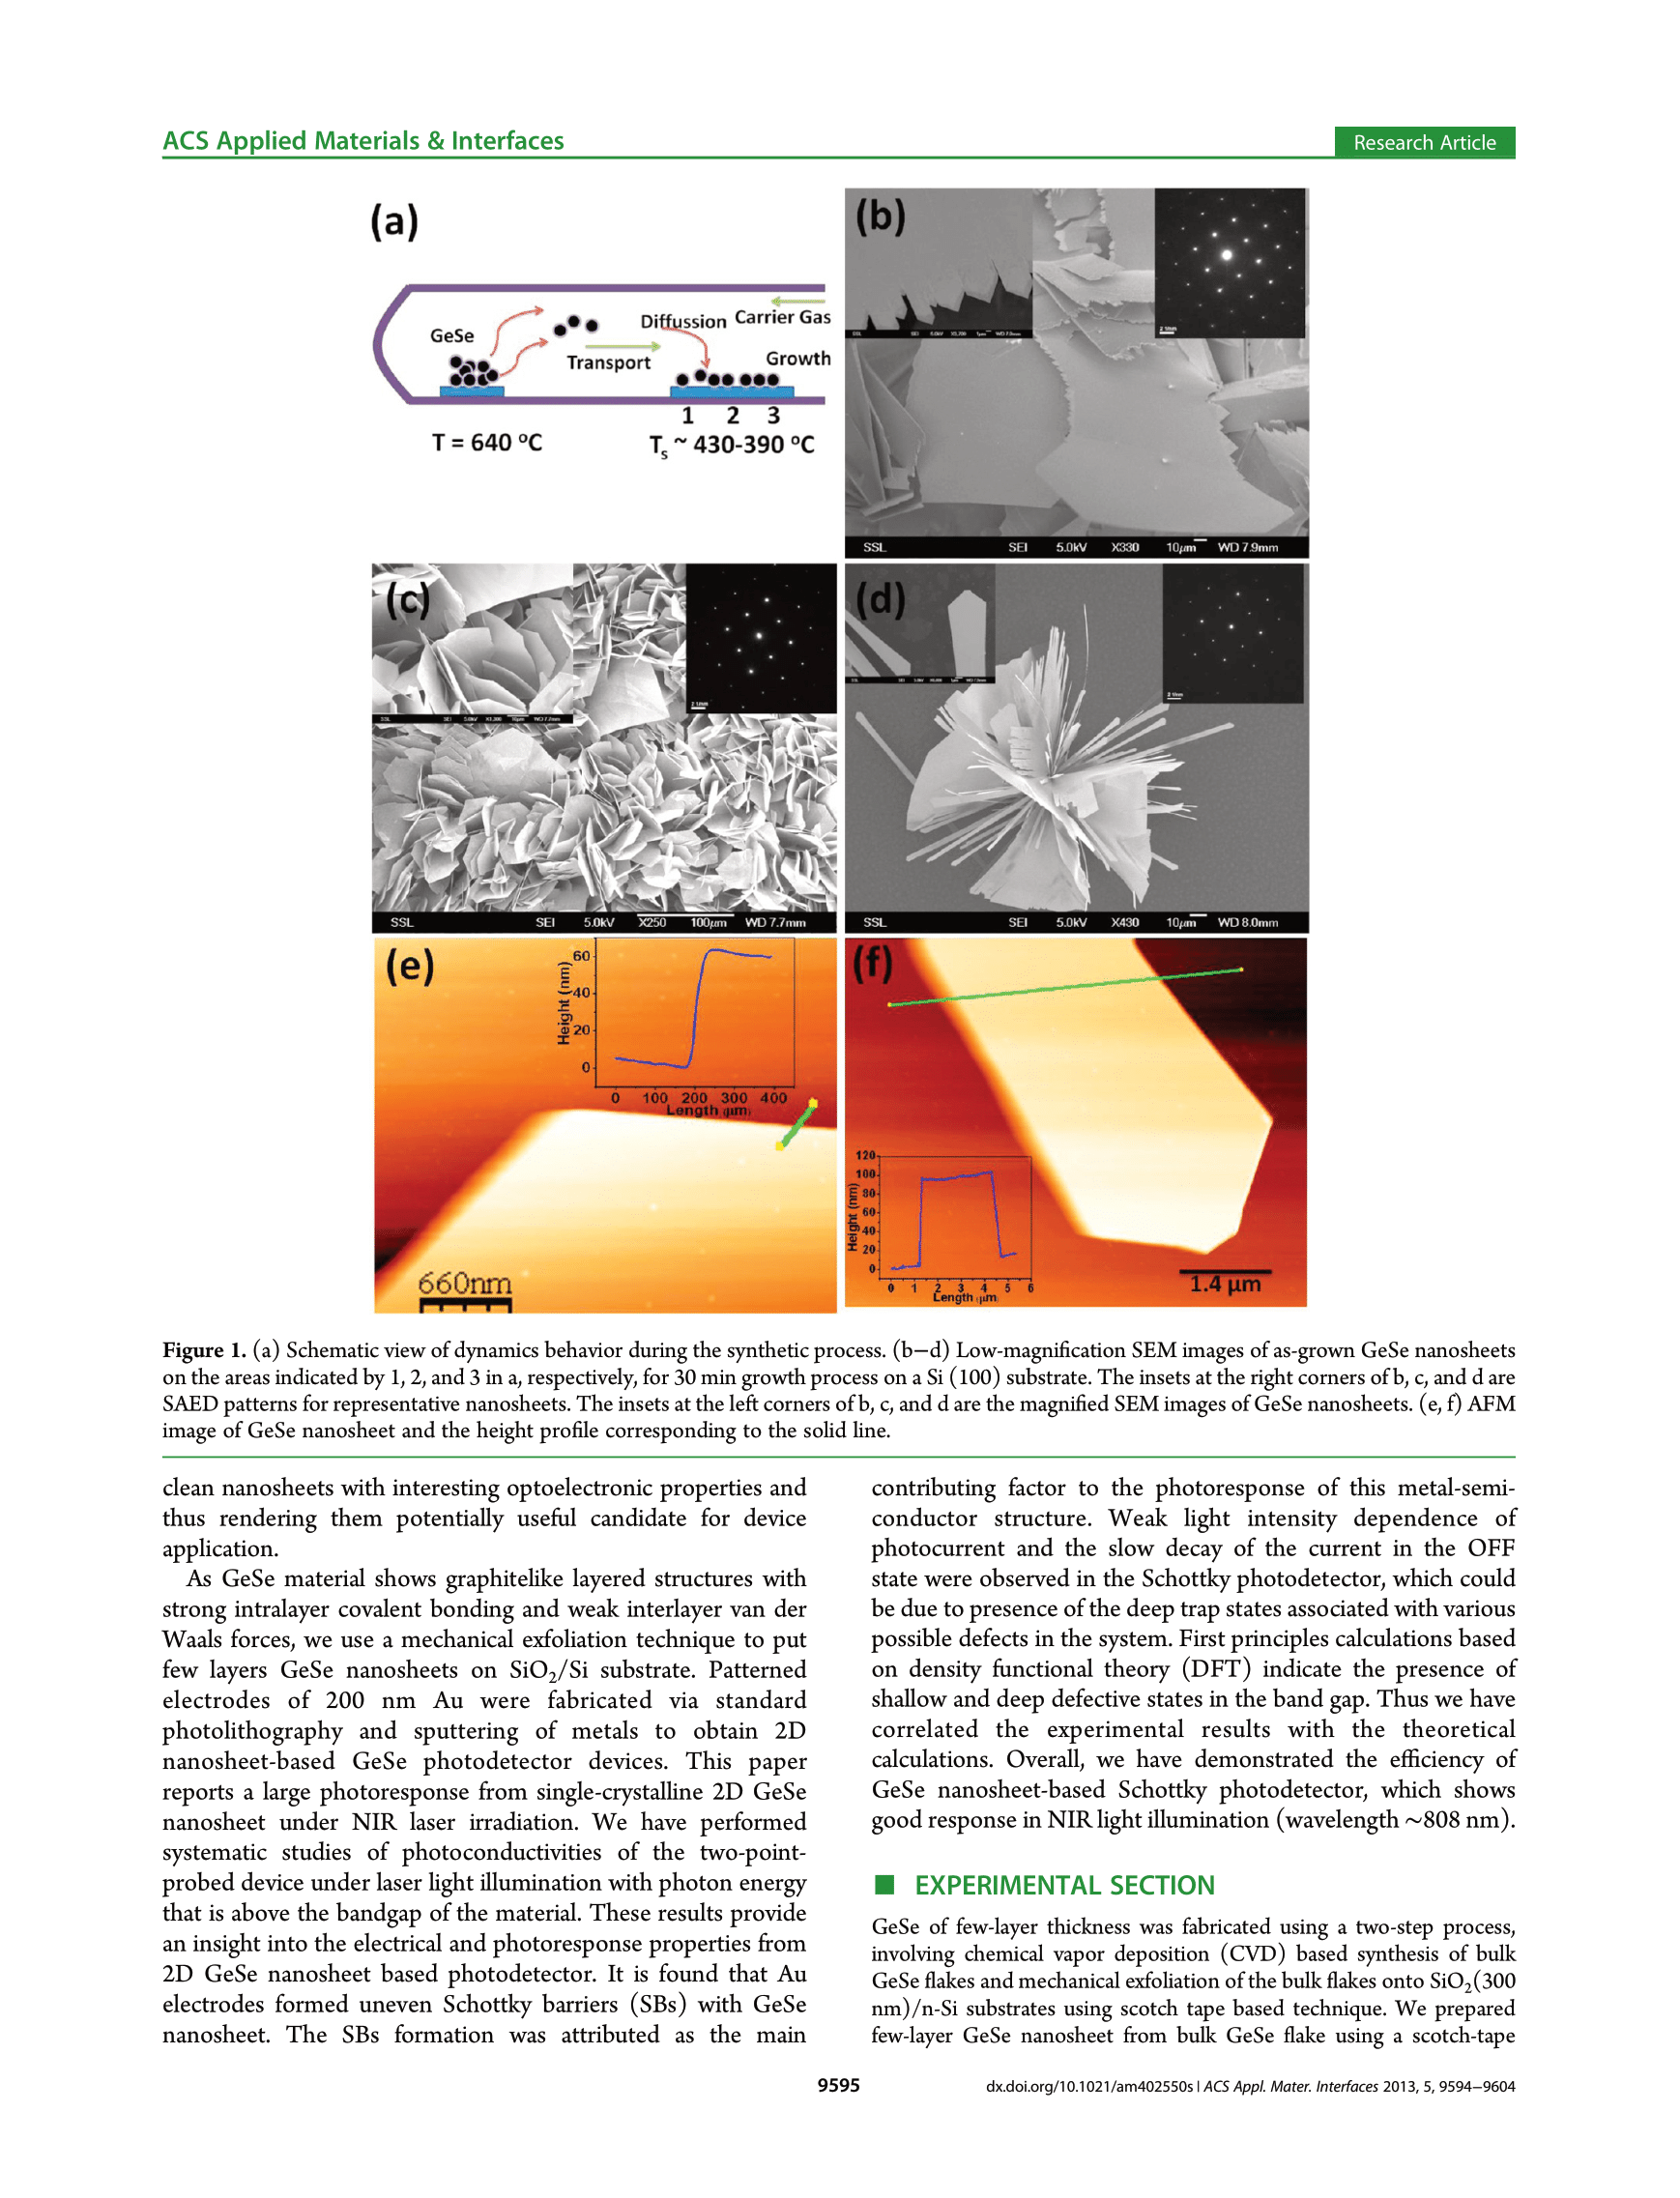 ACS Applied Materials & Interfaces
Research Article
(a)
GeSe
Diffussion
Carrier Gas
Transport
Growth
1 2 3
T = 640 °C
Ts ~ 430-390 °C
(b)
SSL SEI 5.0kV X330 10μm WD 7.9mm
(c)
SSL SEI 5.0kV X250 100μm WD 7.7mm
(d)
SSL SEI 5.0kV X430 10μm WD 8.0mm
(e)
Height (nm)
60
40
20
0
0 100 200 300 400
Length (μm)
660nm
(f)
Height (nm)
120
100
80
60
40
20
0
0 1 2 3 4 5 6
Length (μm)
1.4 μm
Figure 1. (a) Schematic view of dynamics behavior during the synthetic process. (b−d) Low-magnification SEM images of as-grown GeSe nanosheets
on the areas indicated by 1, 2, and 3 in a, respectively, for 30 min growth process on a Si (100) substrate. The insets at the right corners of b, c, and d are
SAED patterns for representative nanosheets. The insets at the left corners of b, c, and d are the magnified SEM images of GeSe nanosheets. (e, f) AFM
image of GeSe nanosheet and the height profile corresponding to the solid line.
clean nanosheets with interesting optoelectronic properties and
thus rendering them potentially useful candidate for device
application.
As GeSe material shows graphitelike layered structures with
strong intralayer covalent bonding and weak interlayer van der
Waals forces, we use a mechanical exfoliation technique to put
few layers GeSe nanosheets on SiO2/Si substrate. Patterned
electrodes of 200 nm Au were fabricated via standard
photolithography and sputtering of metals to obtain 2D
nanosheet-based GeSe photodetector devices. This paper
reports a large photoresponse from single-crystalline 2D GeSe
nanosheet under NIR laser irradiation. We have performed
systematic studies of photoconductivities of the two-point-
probed device under laser light illumination with photon energy
that is above the bandgap of the material. These results provide
an insight into the electrical and photoresponse properties from
2D GeSe nanosheet based photodetector. It is found that Au
electrodes formed uneven Schottky barriers (SBs) with GeSe
nanosheet. The SBs formation was attributed as the main
contributing factor to the photoresponse of this metal-semi-
conductor structure. Weak light intensity dependence of
photocurrent and the slow decay of the current in the OFF
state were observed in the Schottky photodetector, which could
be due to presence of the deep trap states associated with various
possible defects in the system. First principles calculations based
on density functional theory (DFT) indicate the presence of
shallow and deep defective states in the band gap. Thus we have
correlated the experimental results with the theoretical
calculations. Overall, we have demonstrated the efficiency of
GeSe nanosheet-based Schottky photodetector, which shows
good response in NIR light illumination (wavelength ~808 nm).
■ EXPERIMENTAL SECTION
GeSe of few-layer thickness was fabricated using a two-step process,
involving chemical vapor deposition (CVD) based synthesis of bulk
GeSe flakes and mechanical exfoliation of the bulk flakes onto SiO2(300
nm)/n-Si substrates using scotch tape based technique. We prepared
few-layer GeSe nanosheet from bulk GeSe flake using a scotch-tape
9595
dx.doi.org/10.1021/am402550s | ACS Appl. Mater. Interfaces 2013, 5, 9594−9604